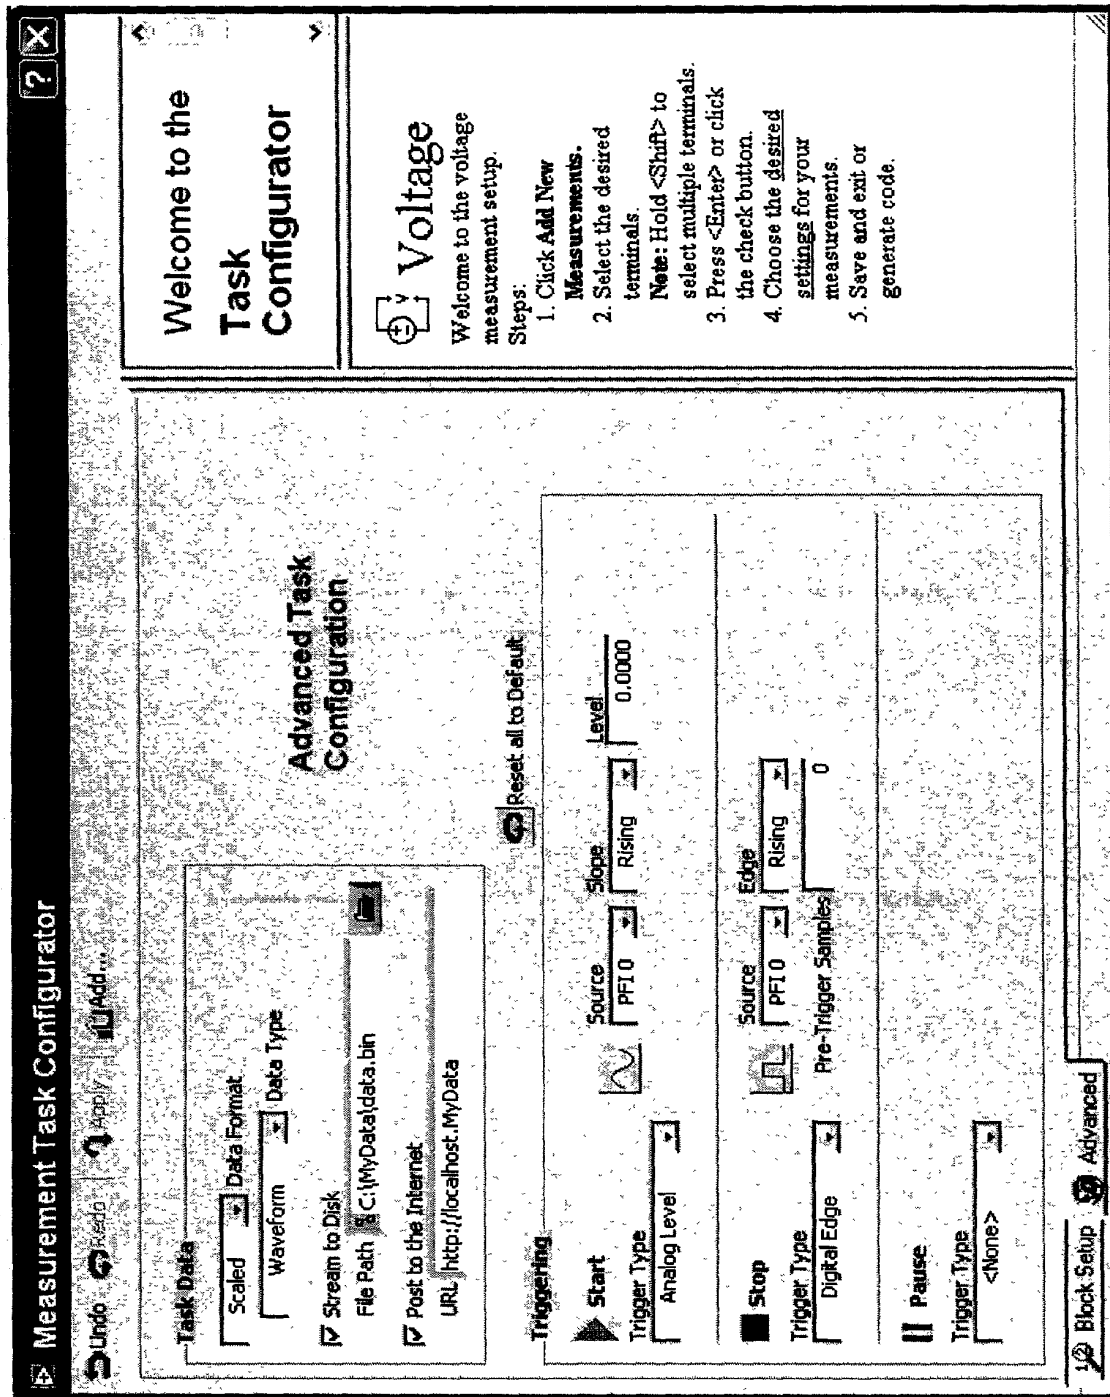 Measurement Task Configurator
Undo Redo Apply Add...
Task Data
Scaled Data Format
Waveform Data Type
Stream to Disk
File Path C:\MyData\data.bin
Post to the Internet
URL http://localhost.MyData
Advanced Task
Configuration
Reset all to Default
Triggering
Start
Trigger Type Source Slope Level
Analog Level PFI 0 Rising 0.0000
Stop
Trigger Type Source Edge
Digital Edge PFI 0 Rising
Pre-Trigger Samples 0
Pause
Trigger Type
<None>
Block Setup Advanced
Welcome to the
Task
Configurator
Voltage
Welcome to the voltage
measurement setup.
Steps:
1. Click Add New
Measurements.
2. Select the desired
terminals.
Note: Hold <Shift> to
select multiple terminals.
3. Press <Enter> or click
the check button.
4. Choose the desired
settings for your
measurements.
5. Save and exit or
generate code.